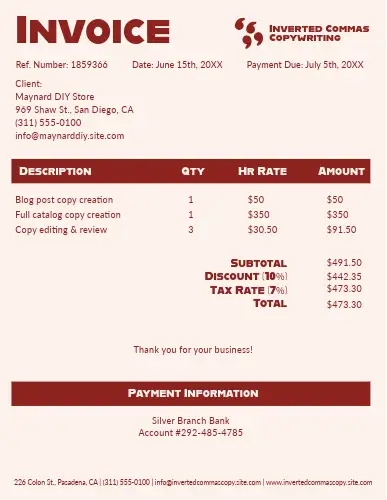 INVOICE
INVERTED COMMAS
COPYWRITING
Ref. Number: 1859366 Date: June 15th, 20XX Payment Due: July 5th, 20XX
Client:
Maynard DIY Store
969 Shaw St., San Diego, CA
(311) 555-0100
info@maynarddiy.site.com
DESCRIPTION QTY HR RATE AMOUNT
Blog post copy creation 1 $50 $50
Full catalog copy creation 1 $350 $350
Copy editing & review 3 $30.50 $91.50
SUBTOTAL $491.50
DISCOUNT (10%) $442.35
TAX RATE (7%) $473.30
TOTAL $473.30
Thank you for your business!
PAYMENT INFORMATION
Silver Branch Bank
Account #292-485-4785
226 Colon St., Pasadena, CA | (311) 555-0100 | info@invertedcommascopy.site.com | www.invertedcommascopy.site.com